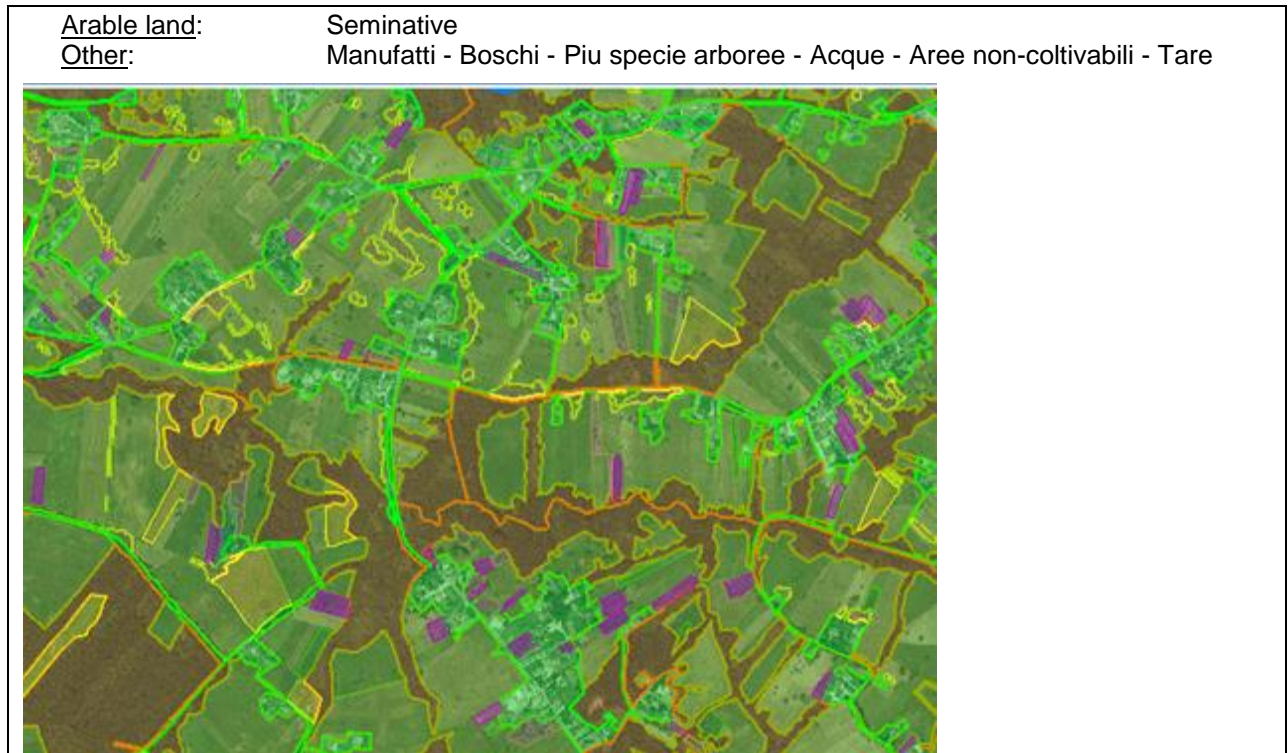 Arable land: Seminative
Other: Manufatti - Boschi - Piu specie arboree - Acque - Aree non-coltivabili - Tare